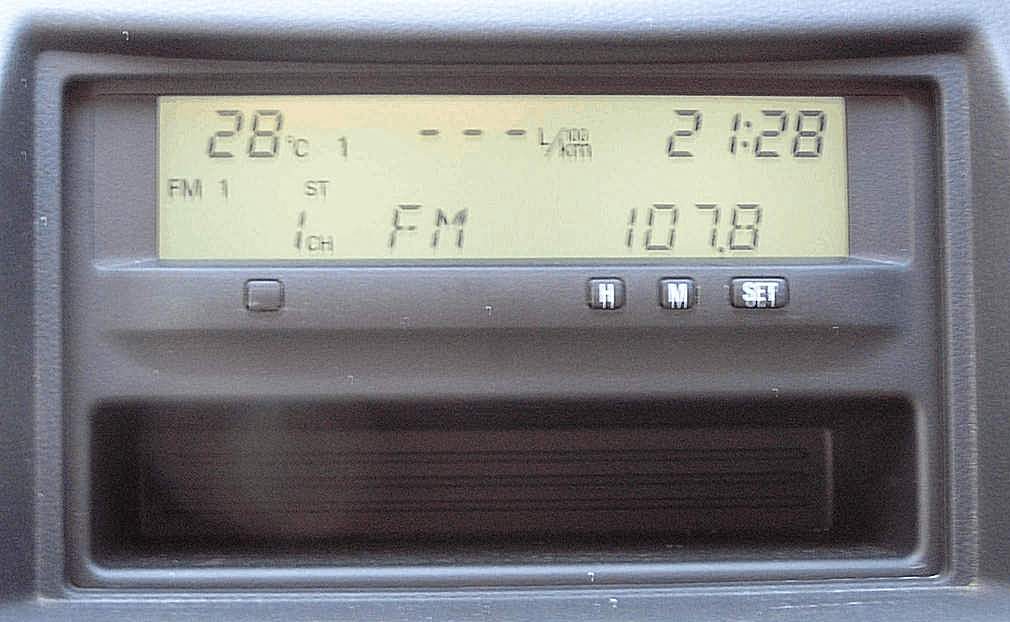 28°C 1 - - - L/100km 21:28
FM 1 ST
1CH FM 107.8
H M SET